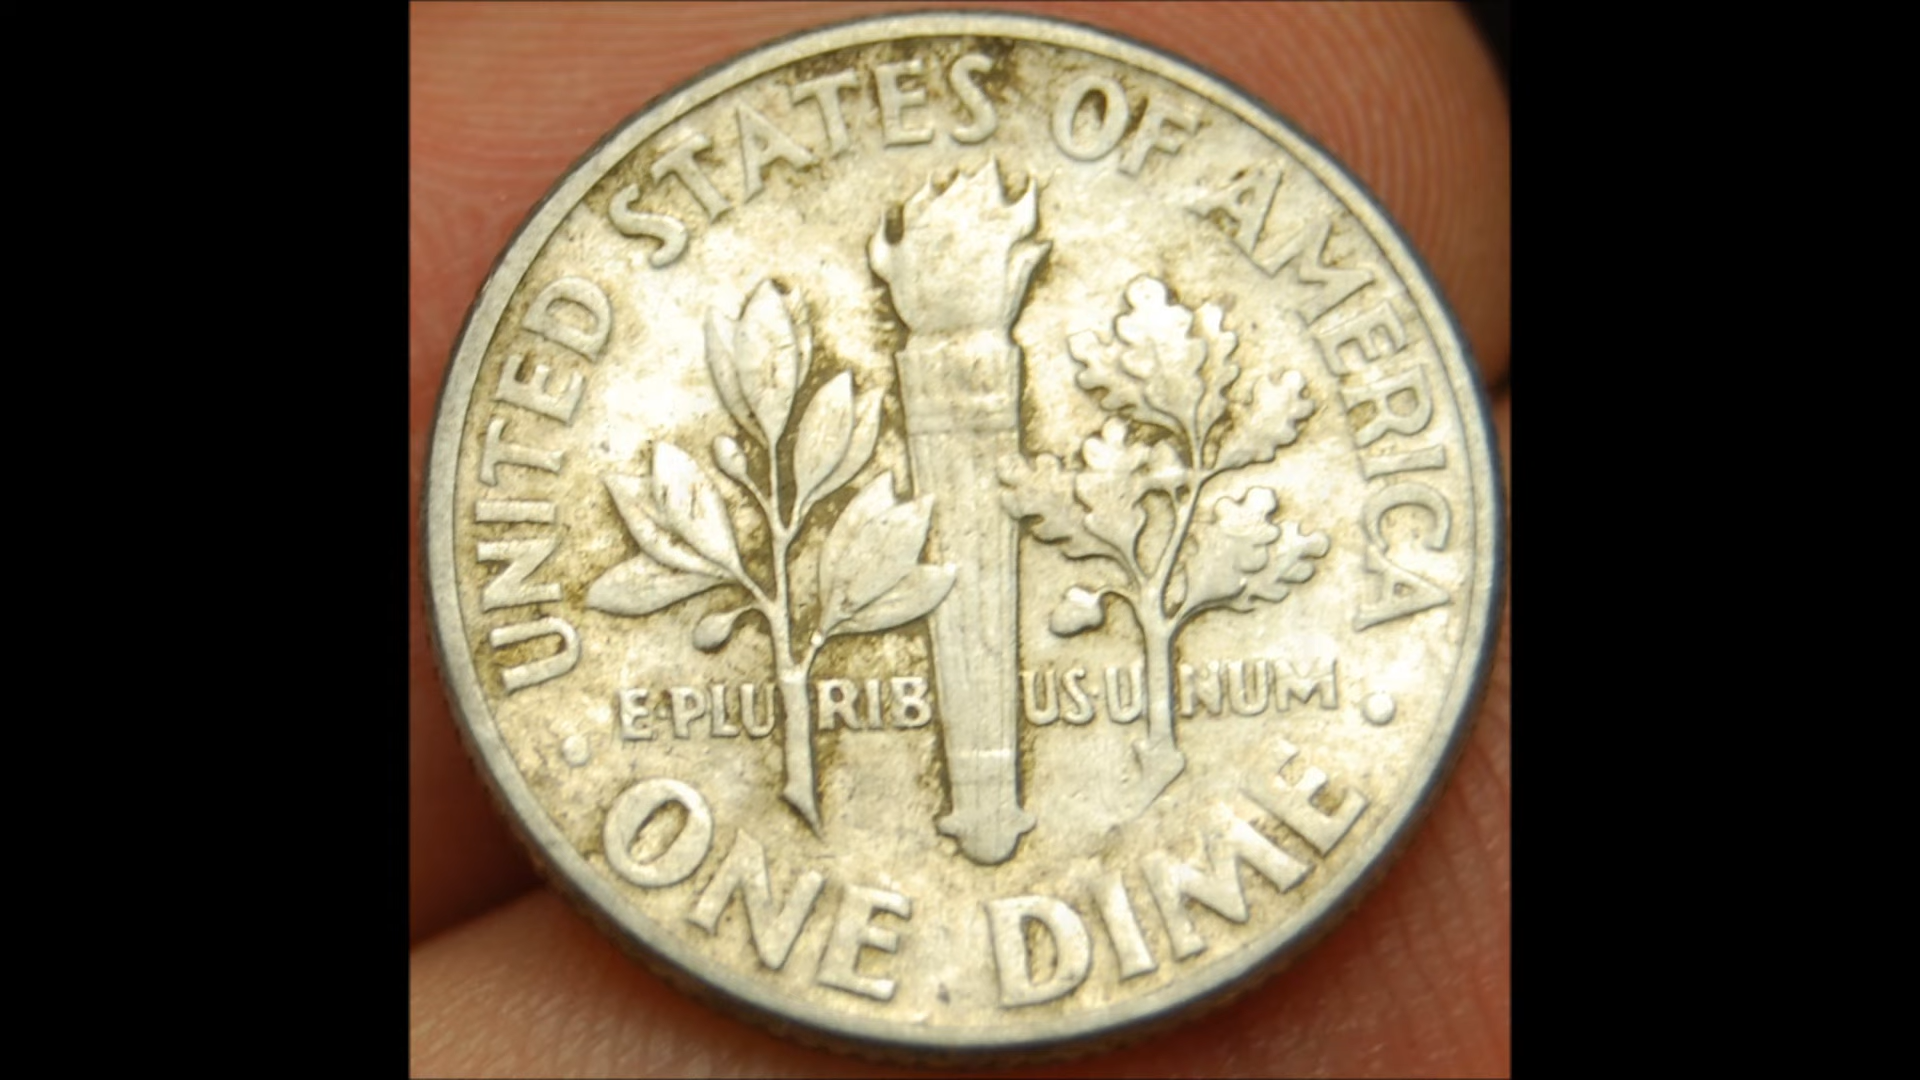 UNITED STATES OF AMERICA
E·PLURIBUS·UNUM
· ONE DIME ·